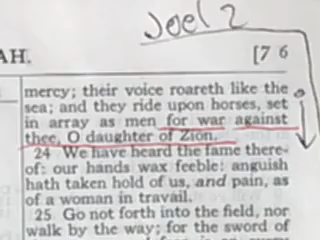 Joel 2
AH. [7 6
mercy; their voice roareth like the
sea; and they ride upon horses, set
in array as men for war against
thee, O daughter of Zion.
24 We have heard the fame there-
of: our hands wax feeble: anguish
hath taken hold of us, and pain, as
of a woman in travail.
25 Go not forth into the field, nor
walk by the way; for the sword of